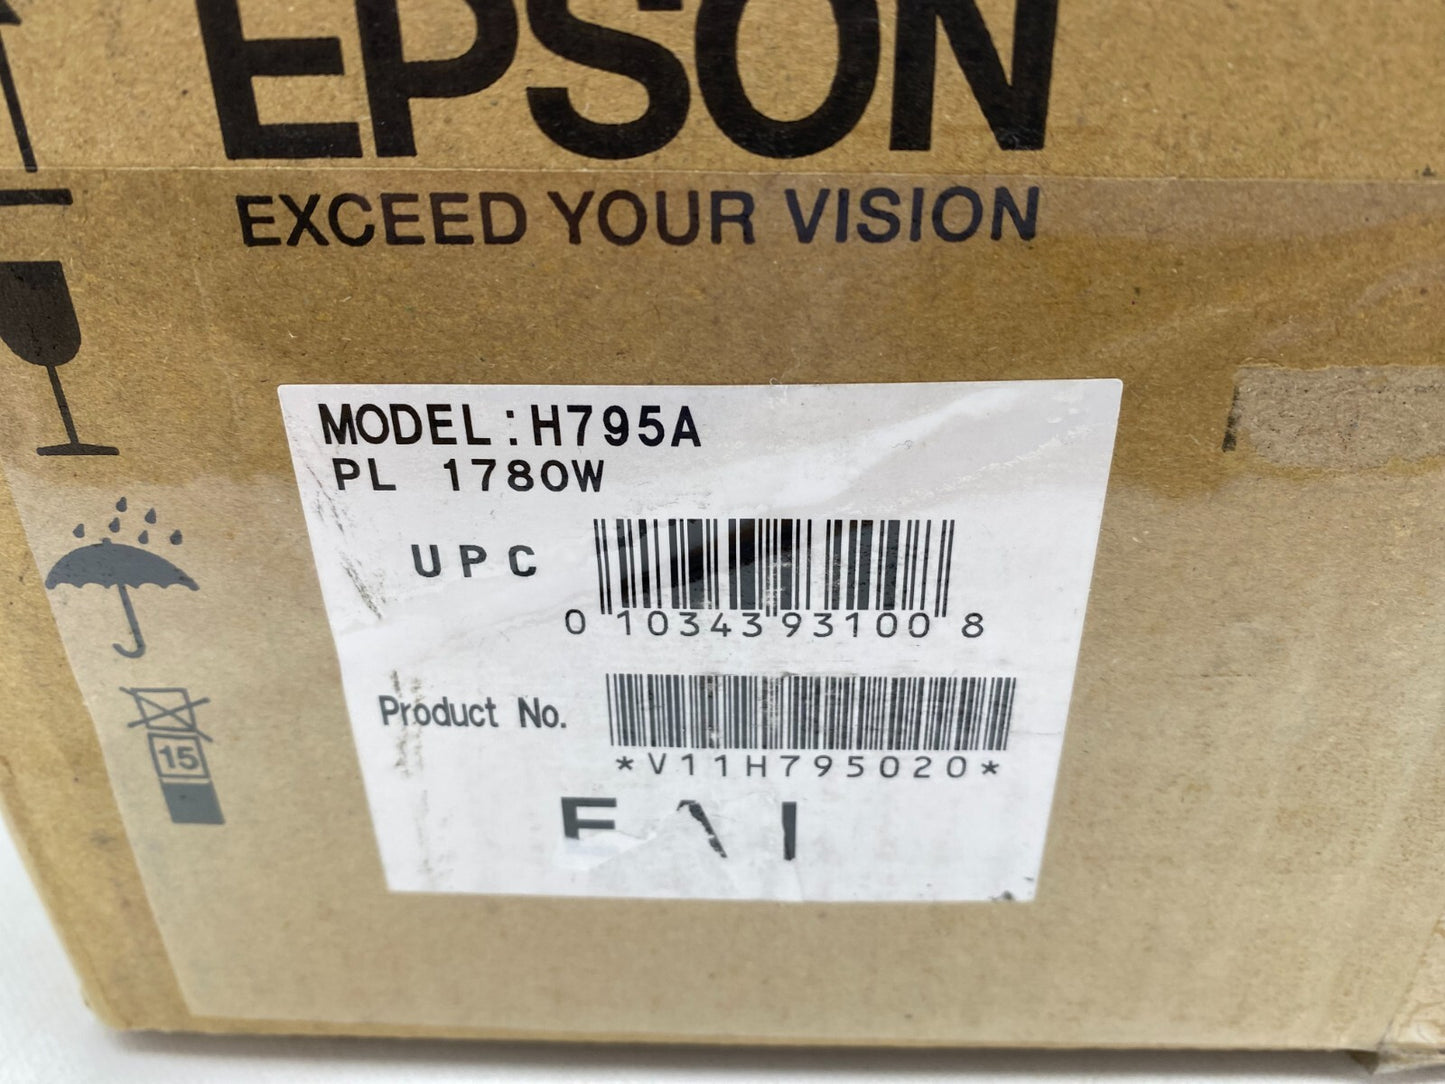 EPSON
EXCEED YOUR VISION
MODEL:H795A
PL 1780W
UPC
0 10343 93100 8
Product No.
*V11H795020*
15